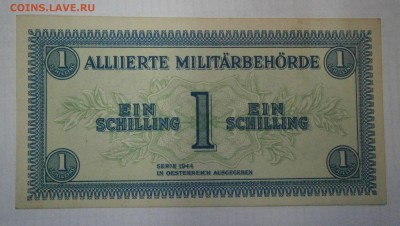 COINS.LAVE.RU
1 ALLIIERTE MILITÄRBEHÖRDE 1
EIN 1 EIN
SCHILLING SCHILLING
SERIE 1944
1 IN OESTERREICH AUSGEGEBEN 1